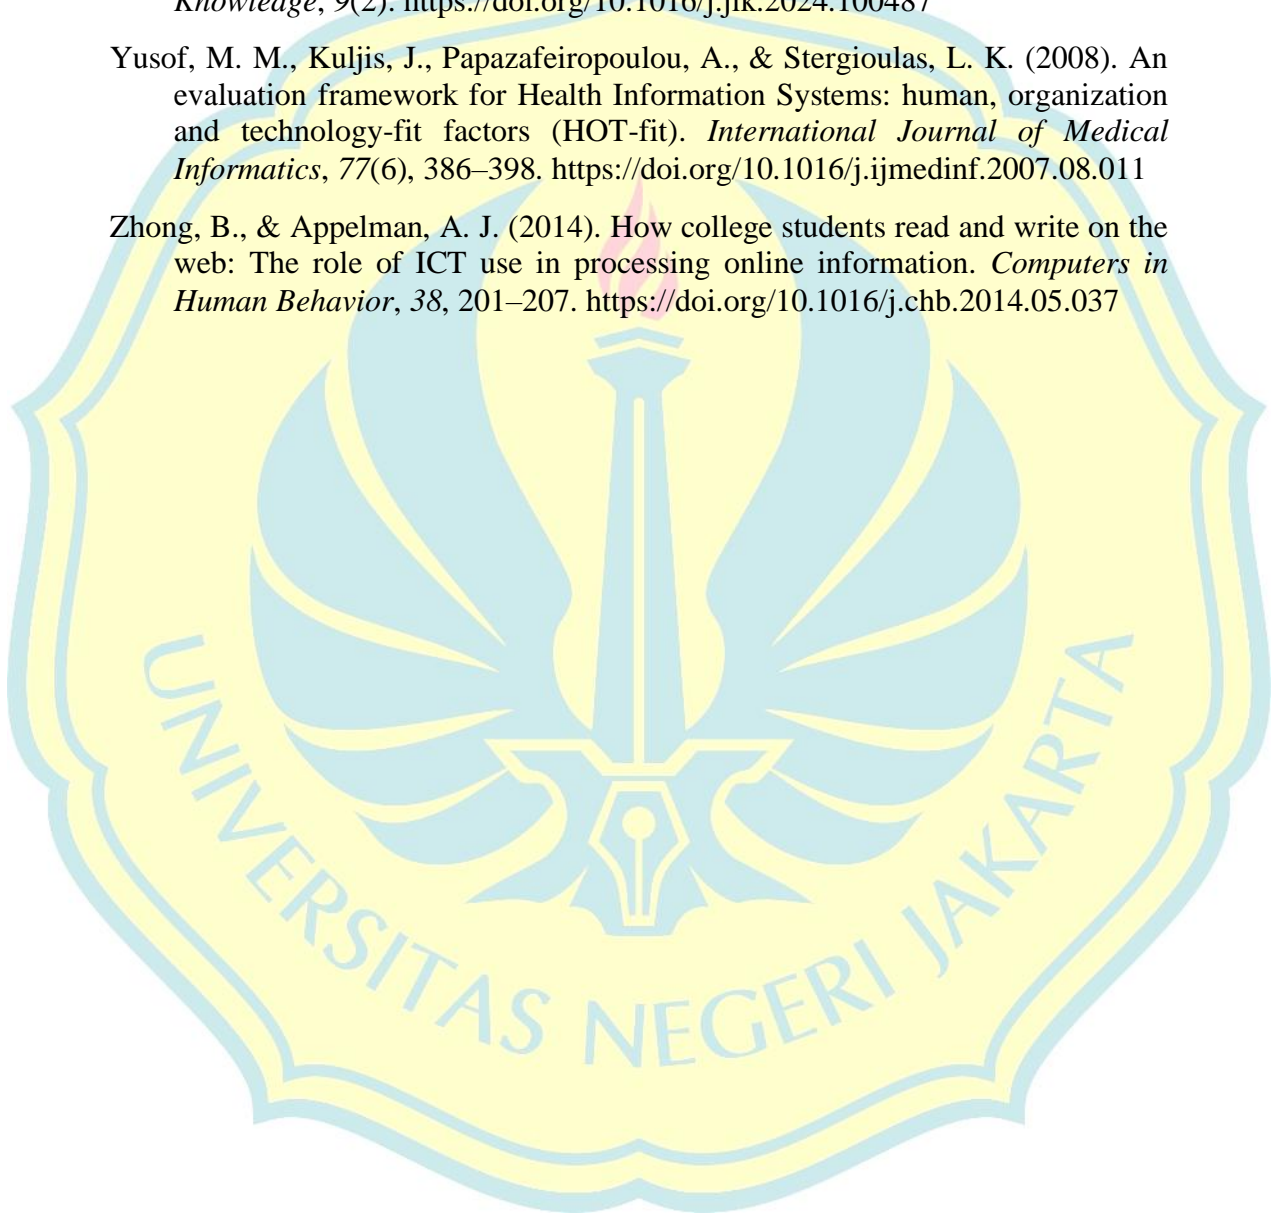 Knowledge, 9(2). https://doi.org/10.1016/j.jik.2024.100487
Yusof, M. M., Kuljis, J., Papazafeiropoulou, A., & Stergioulas, L. K. (2008). An
evaluation framework for Health Information Systems: human, organization
and technology-fit factors (HOT-fit). International Journal of Medical
Informatics, 77(6), 386–398. https://doi.org/10.1016/j.ijmedinf.2007.08.011
Zhong, B., & Appelman, A. J. (2014). How college students read and write on the
web: The role of ICT use in processing online information. Computers in
Human Behavior, 38, 201–207. https://doi.org/10.1016/j.chb.2014.05.037
UNIVERSITAS NEGERI JAKARTA